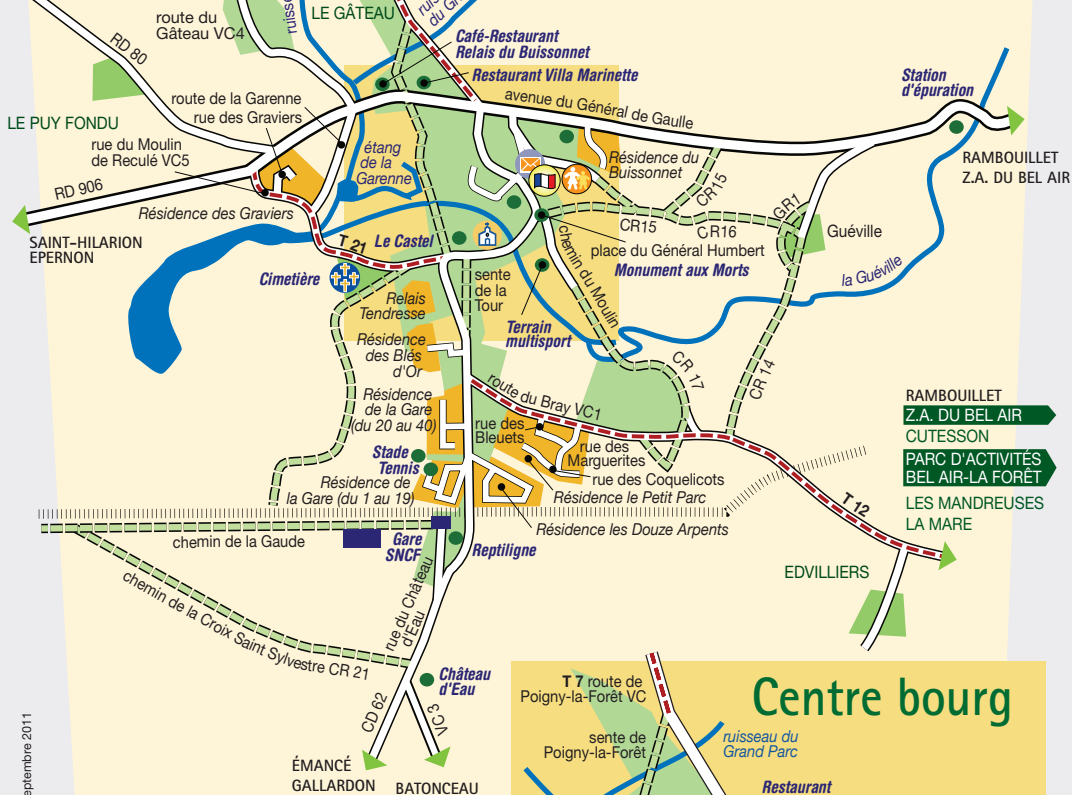 route du
Gâteau VC4
LE GÂTEAU
RD 80
Café-Restaurant
Relais du Buissonnet
Restaurant Villa Marinette
avenue du Général de Gaulle
Station
d'épuration
LE PUY FONDU
route de la Garenne
rue des Graviers
rue du Moulin
de Reculé VC5
RD 906
étang
de la
Garenne
Résidence du
Buissonnet
RAMBOUILLET
Z.A. DU BEL AIR
Résidence des Graviers
SAINT–HILARION
EPERNON
T 21
Le Castel
Cimetière
CR15
CR15
CR16
GR1
Guéville
place du Général Humbert
Monument aux Morts
chemin du Moulin
la Guéville
sente
de la
Tour
Relais
Tendresse
Terrain
multisport
Résidence
des Blés
d'Or
CR 17
CR 14
route du Bray VC1
Résidence
de la Gare
(du 20 au 40)
rue des
Bleuets
rue des
Marguerites
rue des Coquelicots
Résidence le Petit Parc
Stade
Tennis
Résidence de
la Gare (du 1 au 19)
Résidence les Douze Arpents
RAMBOUILLET
Z.A. DU BEL AIR
CUTESSON
PARC D'ACTIVITÉS
BEL AIR-LA FORÊT
LES MANDREUSES
LA MARE
T 12
EDVILLIERS
chemin de la Gaude
Gare
SNCF
Reptiligne
chemin de la Croix Saint Sylvestre CR 21
rue du Château
d'Eau
Château
d'Eau
CD 62
VC 3
ÉMANCÉ
GALLARDON
BATONCEAU
Centre bourg
T 7 route de
Poigny-la-Forêt VC
sente de
Poigny-la-Forêt
ruisseau du
Grand Parc
Restaurant
2011